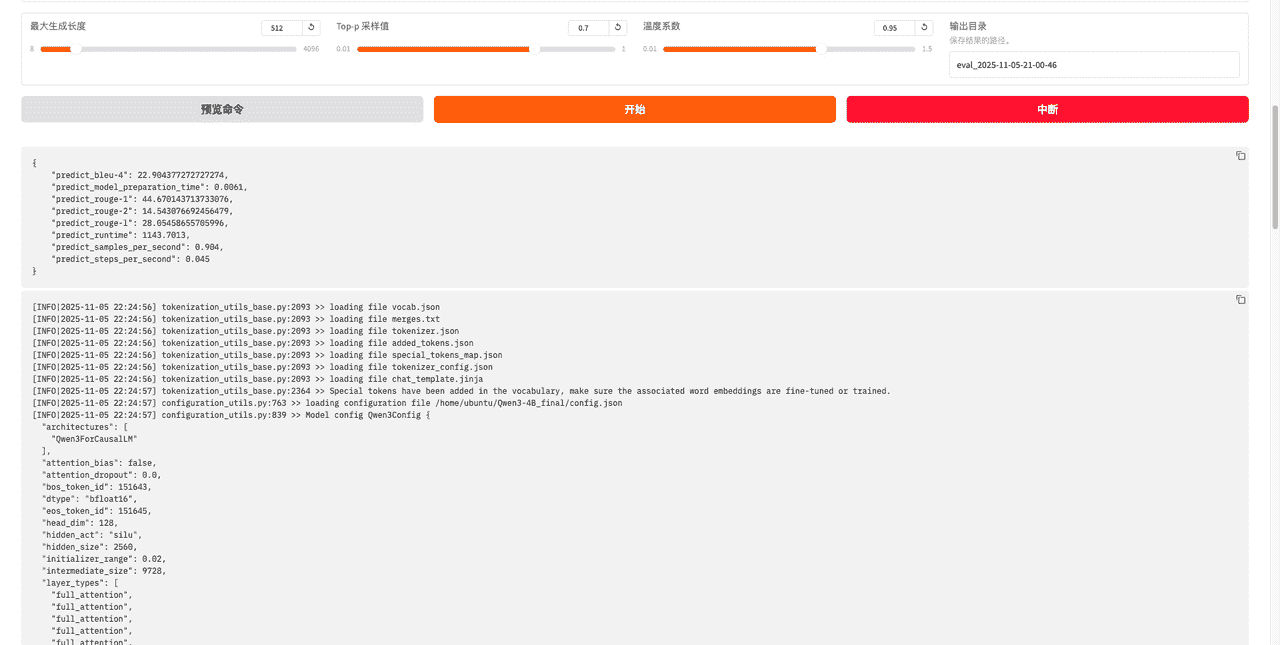 最大生成长度
512
8
4096
Top-p 采样值
0.7
0.01
1
温度系数
0.95
0.01
1.5
输出目录
保存结果的路径。
eval_2025-11-05-21-00-46
预览命令
开始
中断
{
    "predict_bleu-4": 22.904377272727274,
    "predict_model_preparation_time": 0.0061,
    "predict_rouge-1": 44.670143713733076,
    "predict_rouge-2": 14.543076692456479,
    "predict_rouge-l": 28.05458655705996,
    "predict_runtime": 1143.7013,
    "predict_samples_per_second": 0.904,
    "predict_steps_per_second": 0.045
}
[INFO|2025-11-05 22:24:56] tokenization_utils_base.py:2093 >> loading file vocab.json
[INFO|2025-11-05 22:24:56] tokenization_utils_base.py:2093 >> loading file merges.txt
[INFO|2025-11-05 22:24:56] tokenization_utils_base.py:2093 >> loading file tokenizer.json
[INFO|2025-11-05 22:24:56] tokenization_utils_base.py:2093 >> loading file added_tokens.json
[INFO|2025-11-05 22:24:56] tokenization_utils_base.py:2093 >> loading file special_tokens_map.json
[INFO|2025-11-05 22:24:56] tokenization_utils_base.py:2093 >> loading file tokenizer_config.json
[INFO|2025-11-05 22:24:56] tokenization_utils_base.py:2093 >> loading file chat_template.jinja
[INFO|2025-11-05 22:24:57] tokenization_utils_base.py:2364 >> Special tokens have been added in the vocabulary, make sure the associated word embeddings are fine-tuned or trained.
[INFO|2025-11-05 22:24:57] configuration_utils.py:763 >> loading configuration file /home/ubuntu/Qwen3-4B_final/config.json
[INFO|2025-11-05 22:24:57] configuration_utils.py:839 >> Model config Qwen3Config {
  "architectures": [
    "Qwen3ForCausalLM"
  ],
  "attention_bias": false,
  "attention_dropout": 0.0,
  "bos_token_id": 151643,
  "dtype": "bfloat16",
  "eos_token_id": 151645,
  "head_dim": 128,
  "hidden_act": "silu",
  "hidden_size": 2560,
  "initializer_range": 0.02,
  "intermediate_size": 9728,
  "layer_types": [
    "full_attention",
    "full_attention",
    "full_attention",
    "full_attention",
    "full_attention",